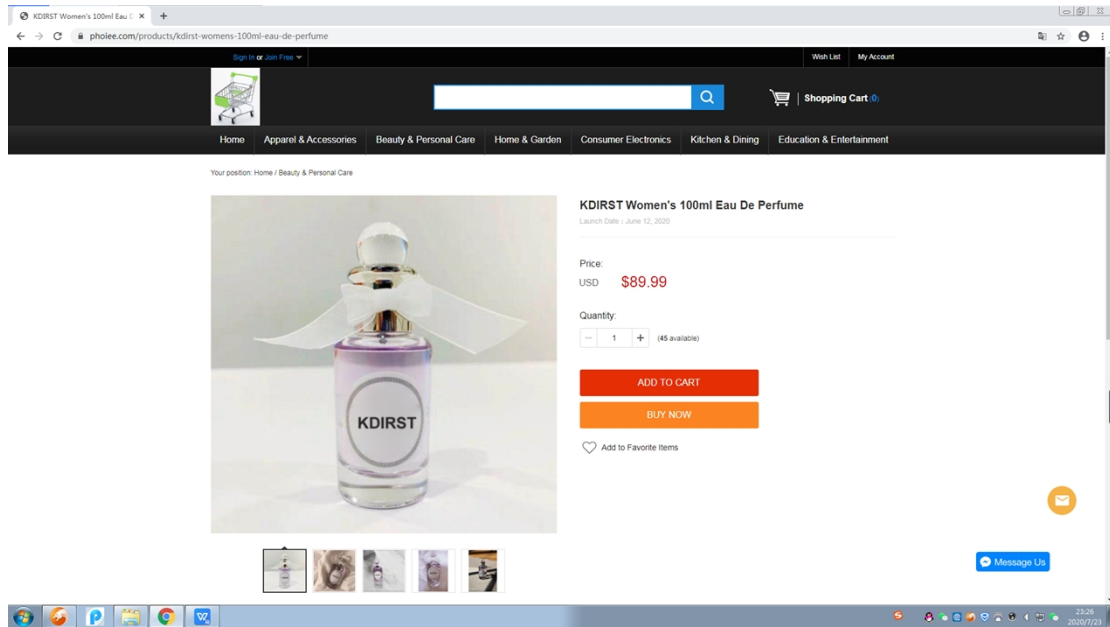 KDIRST Women's 100ml Eau D
phoiee.com/products/kdirst-womens-100ml-eau-de-perfume
Sign In or Join Free
Wish List
My Account
Shopping Cart (0)
Home
Apparel & Accessories
Beauty & Personal Care
Home & Garden
Consumer Electronics
Kitchen & Dining
Education & Entertainment
Your position: Home / Beauty & Personal Care
KDIRST
KDIRST Women's 100ml Eau De Perfume
Launch Date : June 12, 2020
Price:
USD $89.99
Quantity:
1
(45 available)
ADD TO CART
BUY NOW
Add to Favorite Items
Message Us
23:26
2020/7/23